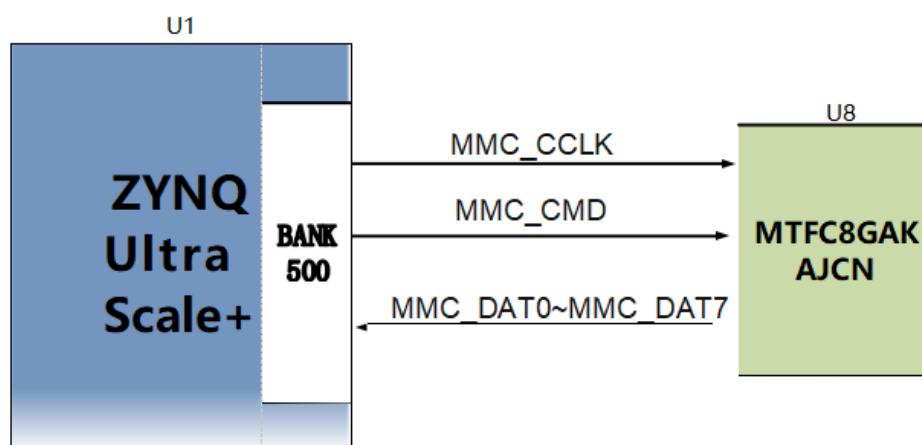 U1
ZYNQ
Ultra
Scale+
BANK
500
MMC_CCLK
MMC_CMD
MMC_DAT0~MMC_DAT7
U8
MTFC8GAK
AJCN